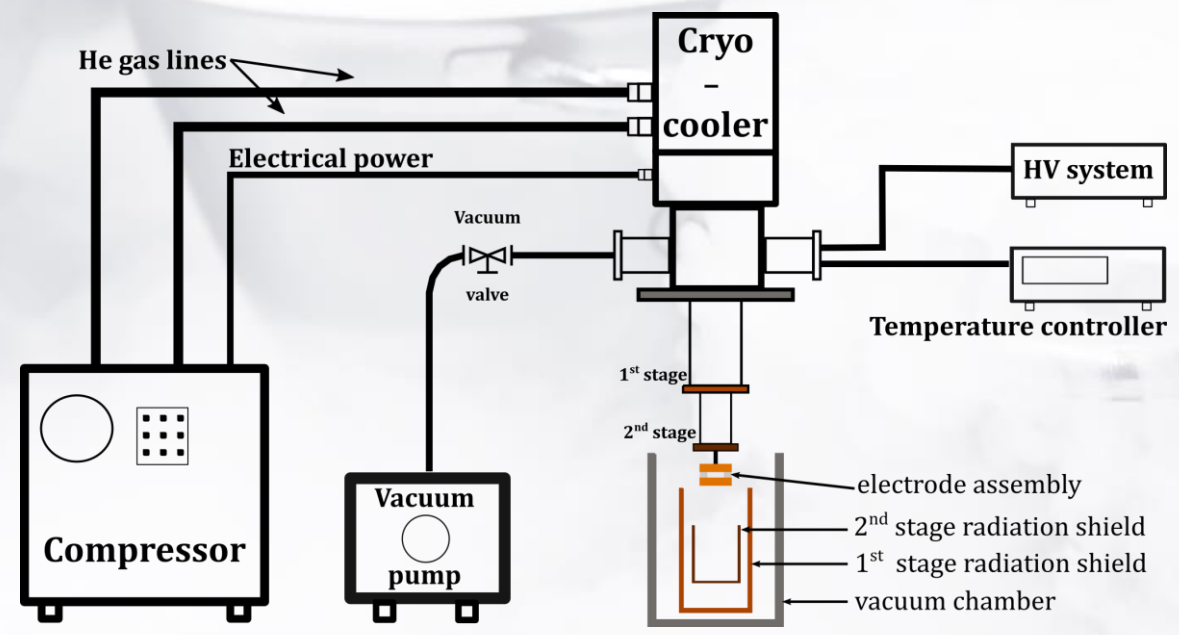 Cryo
–
cooler
He gas lines
Electrical power
HV system
Vacuum
valve
Temperature controller
1st stage
2nd stage
Vacuum
pump
Compressor
electrode assembly
2nd stage radiation shield
1st stage radiation shield
vacuum chamber